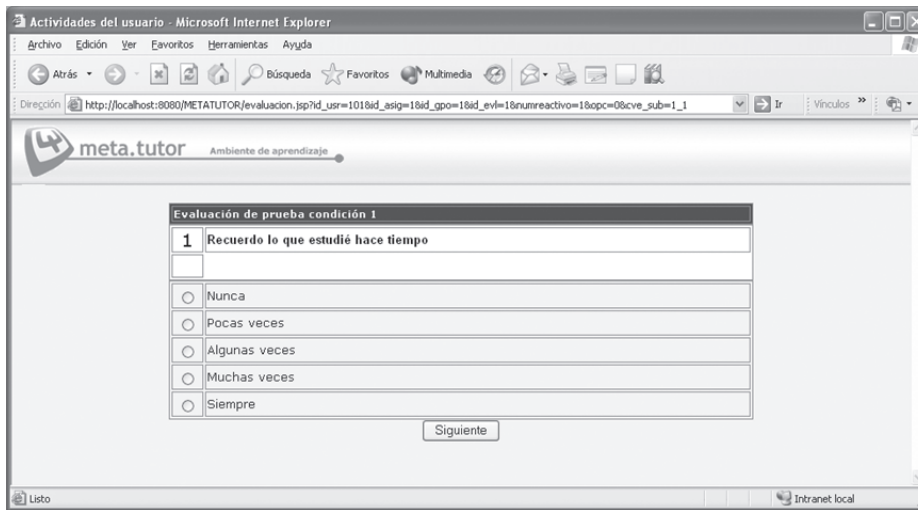 Actividades del usuario - Microsoft Internet Explorer
Archivo Edición Ver Favoritos Herramientas Ayuda
Atrás Búsqueda Favoritos Multimedia
Dirección http://localhost:8080/METATUTOR/evaluacion.jsp?id_usr=101&id_asig=1&id_gpo=1&id_evl=1&numreactivo=1&opc=0&cve_sub=1_1 Ir Vínculos »
meta.tutor Ambiente de aprendizaje
Evaluación de prueba condición 1
1 Recuerdo lo que estudié hace tiempo
Nunca
Pocas veces
Algunas veces
Muchas veces
Siempre
Siguiente
Listo Intranet local